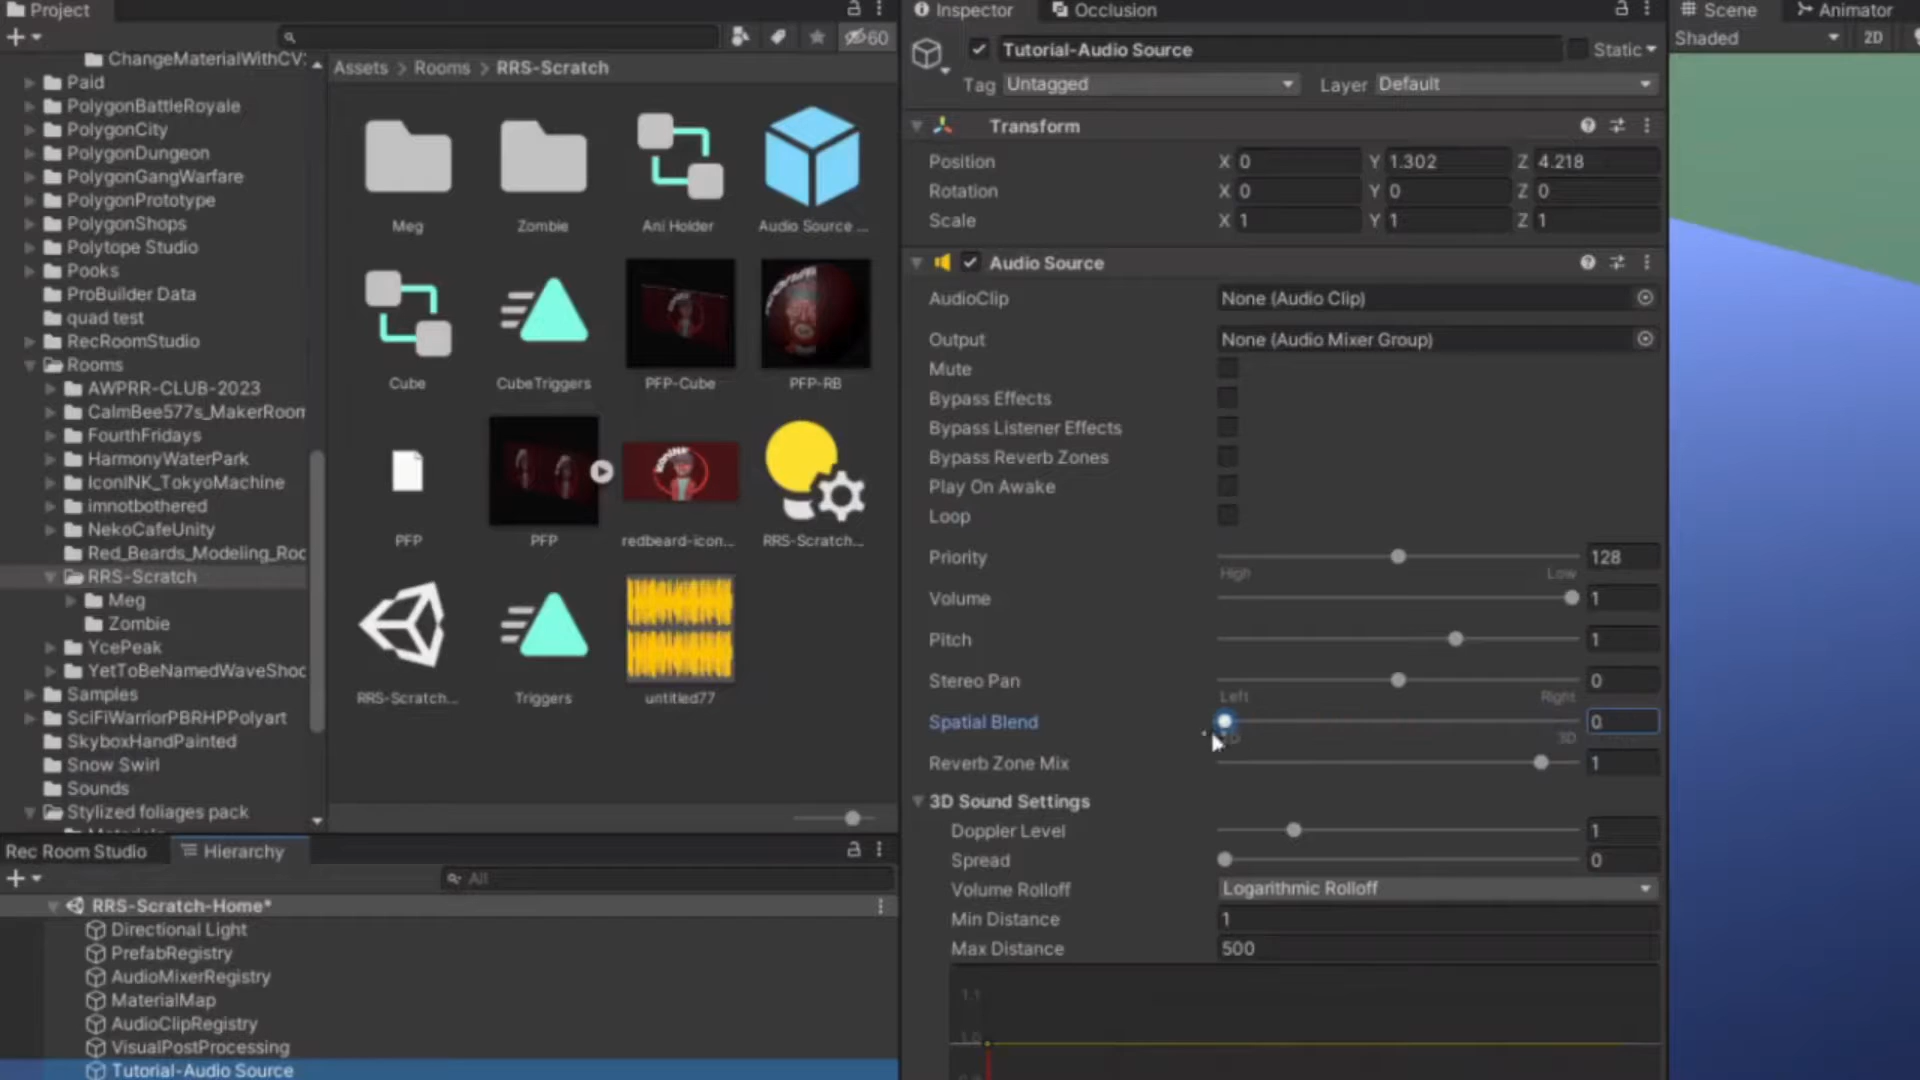 Project
60
ChangeMaterialWithCV
Paid
PolygonBattleRoyale
PolygonCity
PolygonDungeon
PolygonGangWarfare
PolygonPrototype
PolygonShops
Polytope Studio
Pooks
ProBuilder Data
quad test
RecRoomStudio
Rooms
AWPRR-CLUB-2023
CalmBee577s_MakerRoom
FourthFridays
HarmonyWaterPark
IconINK_TokyoMachine
imnotbothered
NekoCafeUnity
Red_Beards_Modeling_Roc
RRS-Scratch
Meg
Zombie
YcePeak
YetToBeNamedWaveShoo
Samples
SciFiWarriorPBRHPPolyart
SkyboxHandPainted
Snow Swirl
Sounds
Stylized foliages pack
Assets > Rooms > RRS-Scratch
Meg
Zombie
Ani Holder
Audio Source ...
Cube
CubeTriggers
PFP-Cube
PFP-RB
PFP
PFP
redbeard-icon...
RRS-Scratch...
RRS-Scratch...
Triggers
untitled77
Rec Room Studio
Hierarchy
All
RRS-Scratch-Home*
Directional Light
PrefabRegistry
AudioMixerRegistry
MaterialMap
AudioClipRegistry
VisualPostProcessing
Tutorial-Audio Source
Inspector
Occlusion
Tutorial-Audio Source
Static
Tag Untagged
Layer Default
Transform
Position X 0 Y 1.302 Z 4.218
Rotation X 0 Y 0 Z 0
Scale X 1 Y 1 Z 1
Audio Source
AudioClip None (Audio Clip)
Output None (Audio Mixer Group)
Mute
Bypass Effects
Bypass Listener Effects
Bypass Reverb Zones
Play On Awake
Loop
Priority 128
High Low
Volume 1
Pitch 1
Stereo Pan 0
Left Right
Spatial Blend 0
3D
Reverb Zone Mix 1
3D Sound Settings
Doppler Level 1
Spread 0
Volume Rolloff Logarithmic Rolloff
Min Distance 1
Max Distance 500
1.1
1.0
Scene
Animator
Shaded
2D